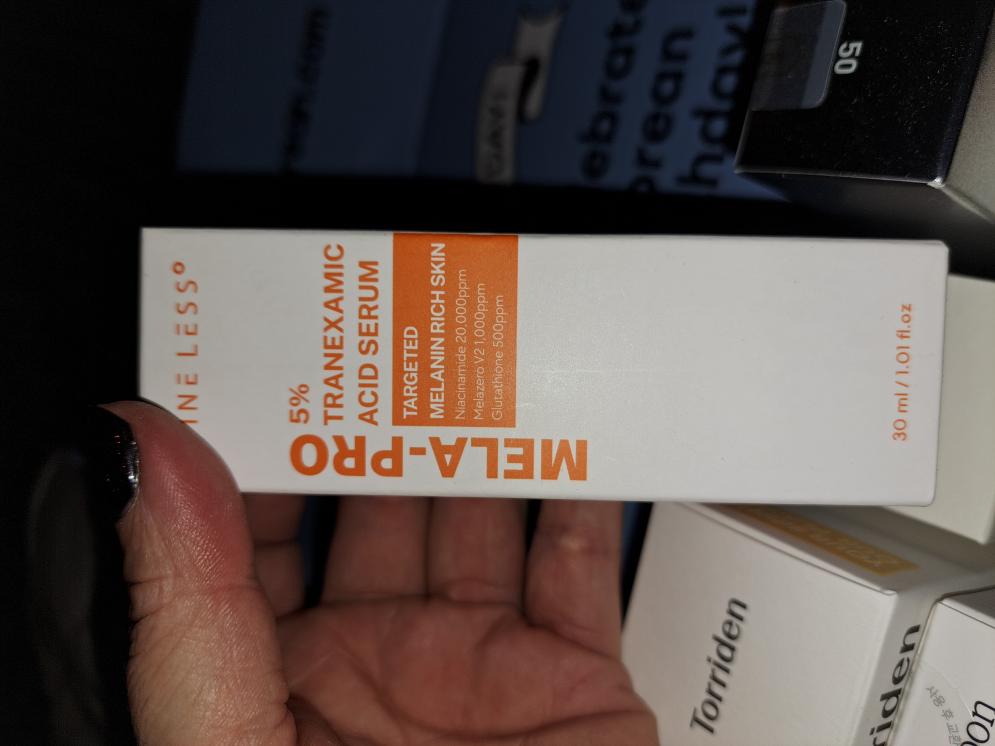 INE LESS°
5%
TRANEXAMIC
ACID SERUM
TARGETED
MELANIN RICH SKIN
Niacinamide 20,000ppm
Melazero V2 1,000ppm
Glutathione 500ppm
MELA-PRO
30 ml / 1.01 fl.oz
50
Torriden
riden